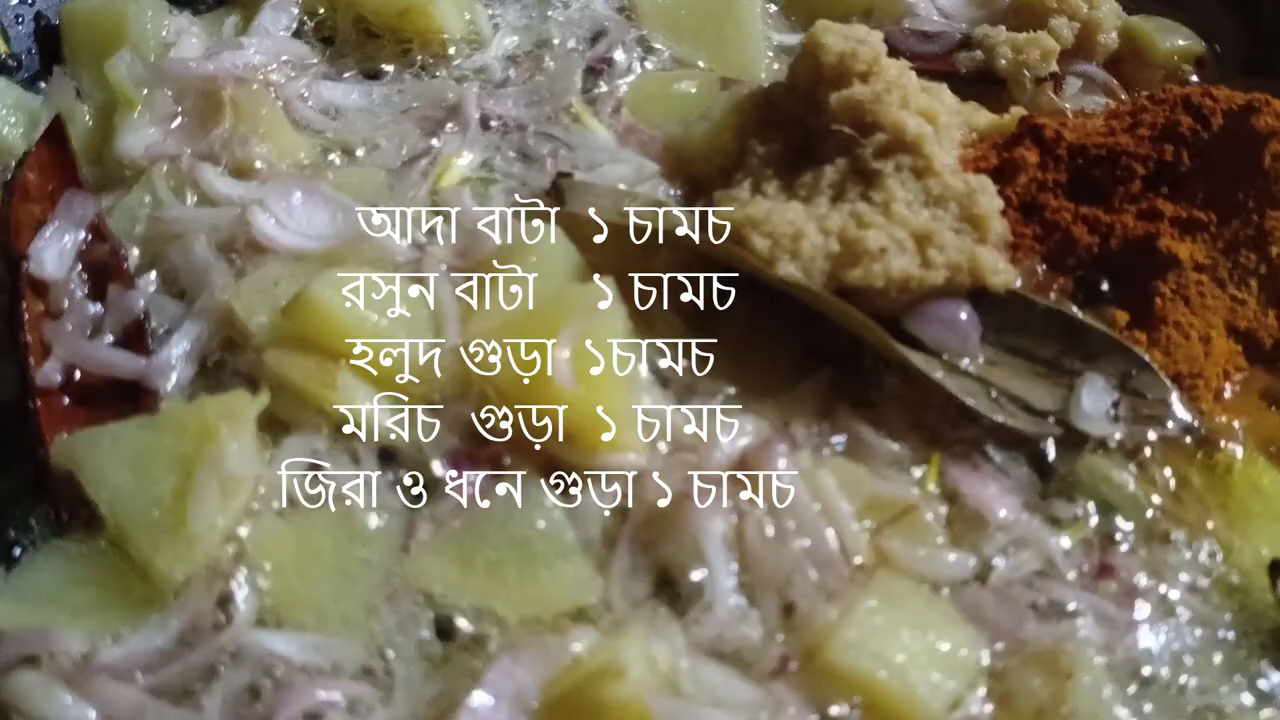 আদা বাটা ১ চামচ
রসুন বাটা ১ চামচ
হলুদ গুড়া ১চামচ
মরিচ গুড়া ১ চামচ
জিরা ও ধনে গুড়া ১ চামচ